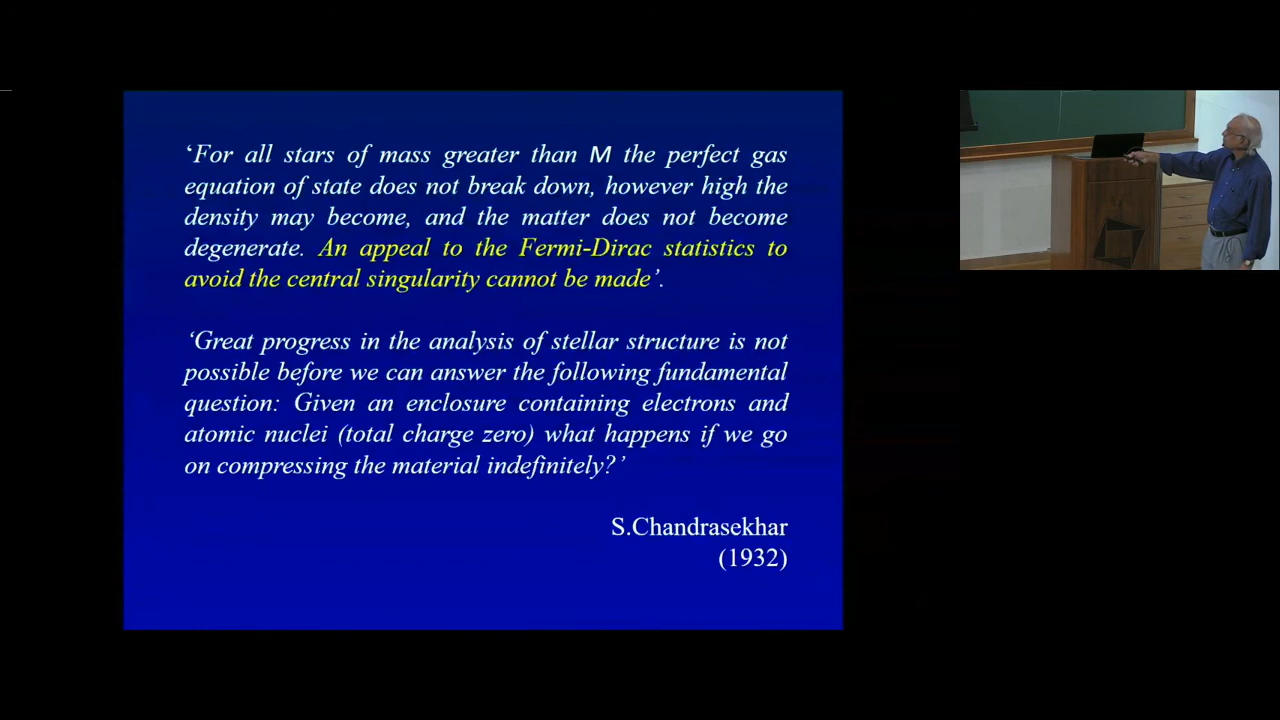 ‘For all stars of mass greater than M the perfect gas
equation of state does not break down, however high the
density may become, and the matter does not become
degenerate. An appeal to the Fermi-Dirac statistics to
avoid the central singularity cannot be made’.
‘Great progress in the analysis of stellar structure is not
possible before we can answer the following fundamental
question: Given an enclosure containing electrons and
atomic nuclei (total charge zero) what happens if we go
on compressing the material indefinitely?’
S.Chandrasekhar
(1932)